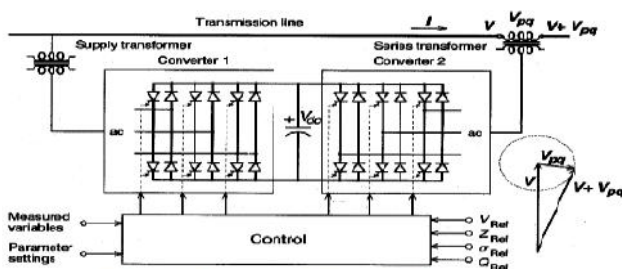 Transmission line
I
V
Vpq
V+ Vpq
Supply transformer
Series transformer
Converter 1
Converter 2
ac
+ Vdc
ac
Vpq
V
V+ Vpq
Measured variables
Parameter settings
Control
VRef
ZRef
σRef
QRef